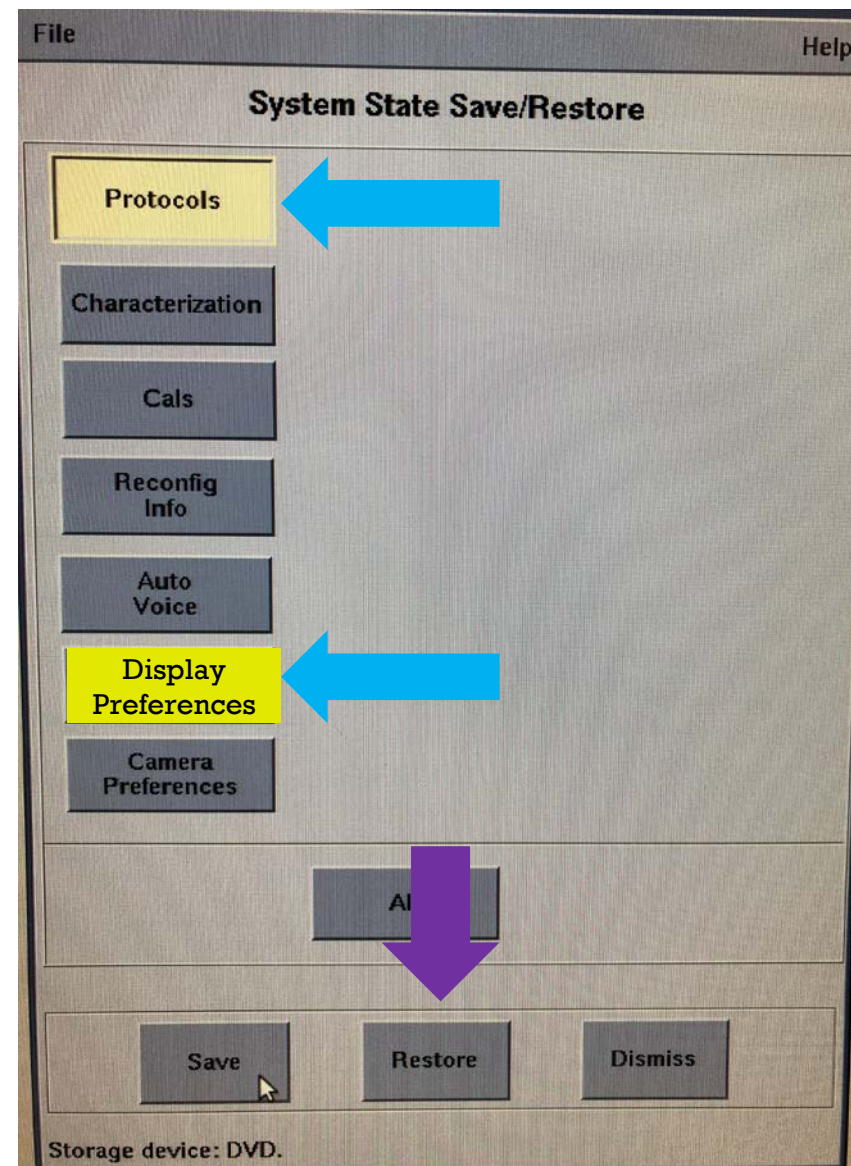 File
Help
System State Save/Restore
Protocols
Characterization
Cals
Reconfig
Info
Auto
Voice
Display
Preferences
Camera
Preferences
Save
Restore
Dismiss
Storage device: DVD.